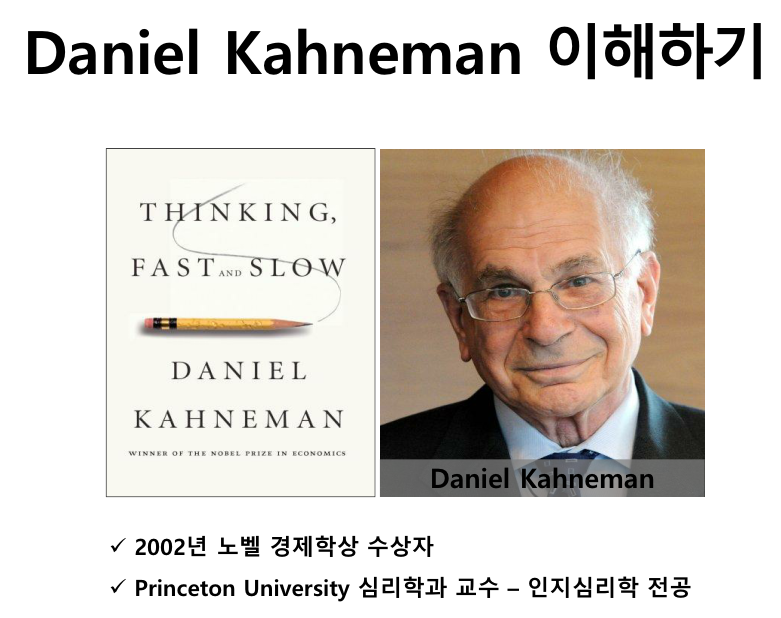 Daniel Kahneman 이해하기
THINKING,
FAST AND SLOW
DANIEL
KAHNEMAN
WINNER OF THE NOBEL PRIZE IN ECONOMICS
Daniel Kahneman
✓ 2002년 노벨 경제학상 수상자
✓ Princeton University 심리학과 교수 – 인지심리학 전공